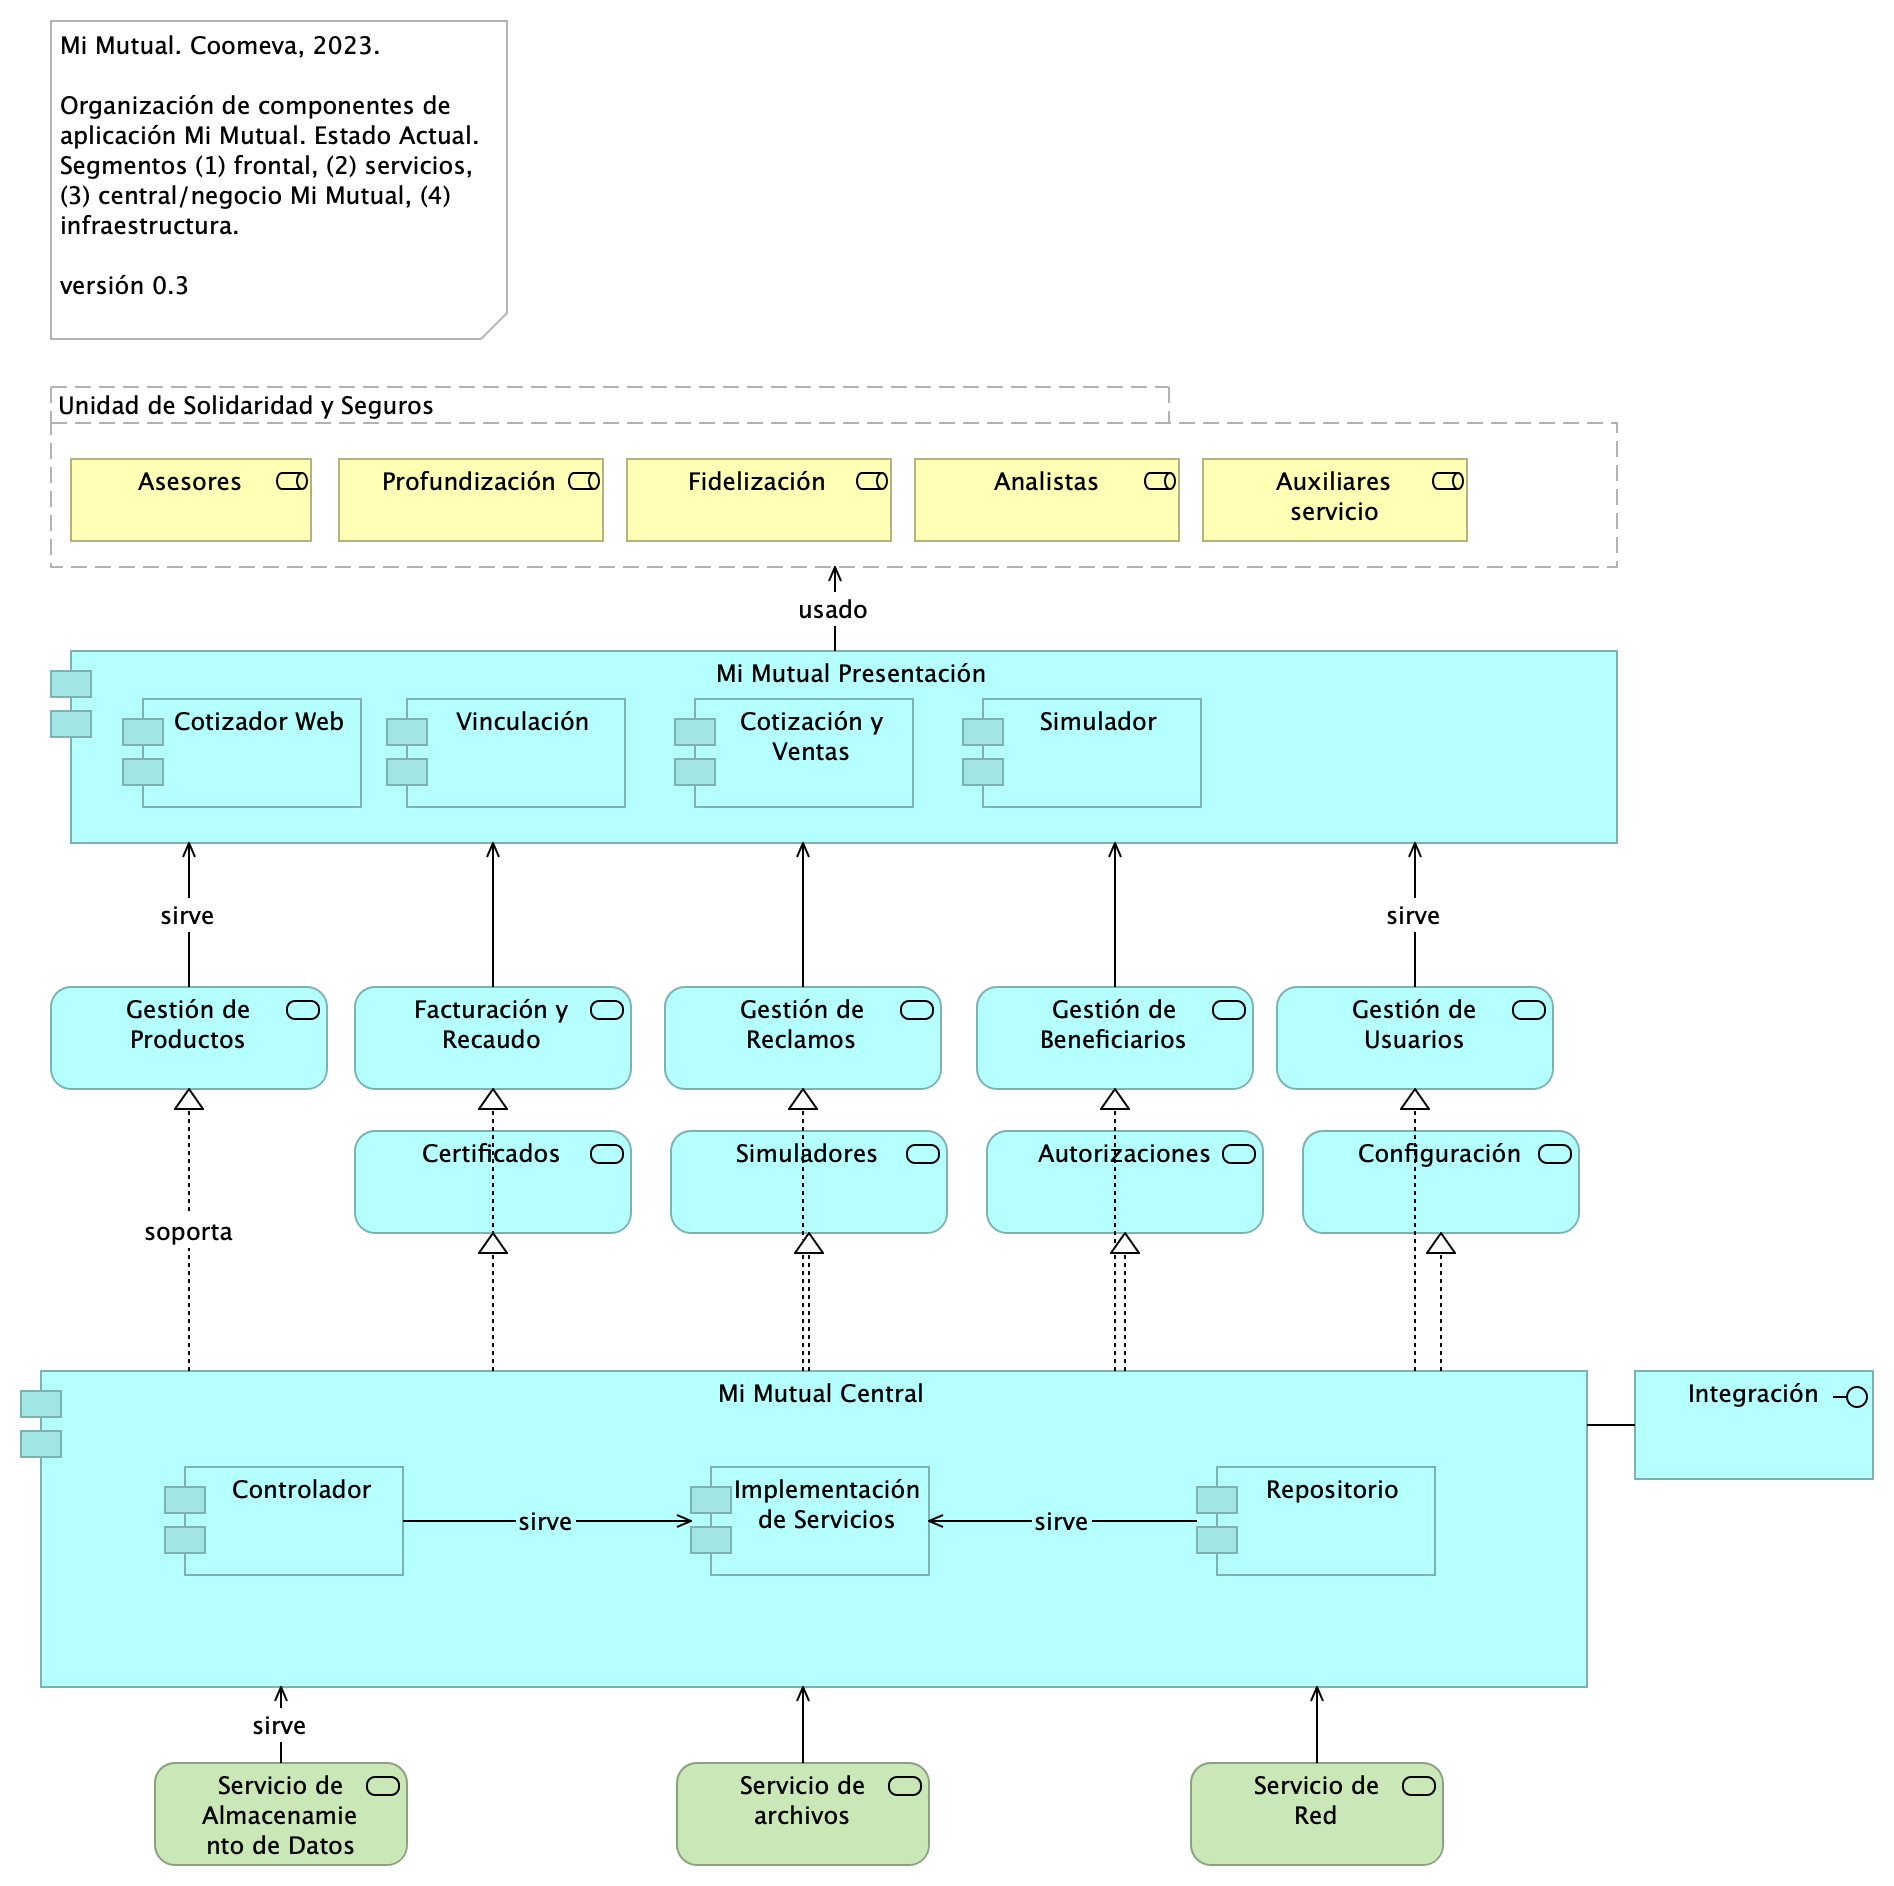 Mi Mutual. Coomeva, 2023.
Organización de componentes de
aplicación Mi Mutual. Estado Actual.
Segmentos (1) frontal, (2) servicios,
(3) central/negocio Mi Mutual, (4)
infraestructura.
versión 0.3
Unidad de Solidaridad y Seguros
Asesores
Profundización
Fidelización
Analistas
Auxiliares
servicio
usado
Mi Mutual Presentación
Cotizador Web
Vinculación
Cotización y
Ventas
Simulador
sirve
sirve
Gestión de
Productos
Facturación y
Recaudo
Gestión de
Reclamos
Gestión de
Beneficiarios
Gestión de
Usuarios
Certificados
Simuladores
Autorizaciones
Configuración
soporta
Mi Mutual Central
Integración
Controlador
sirve
Implementación
de Servicios
sirve
Repositorio
sirve
Servicio de
Almacenamie
nto de Datos
Servicio de
archivos
Servicio de
Red